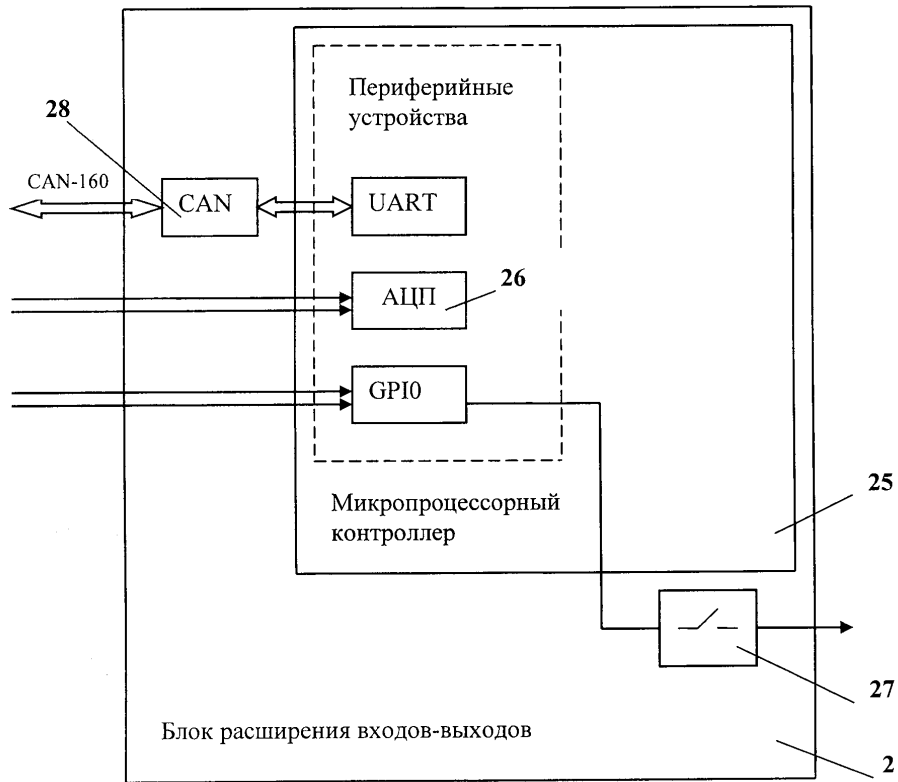 Периферийные
устройства
28
CAN-160
CAN
UART
АЦП
26
GPI0
25
Микропроцессорный
контроллер
27
Блок расширения входов-выходов
2